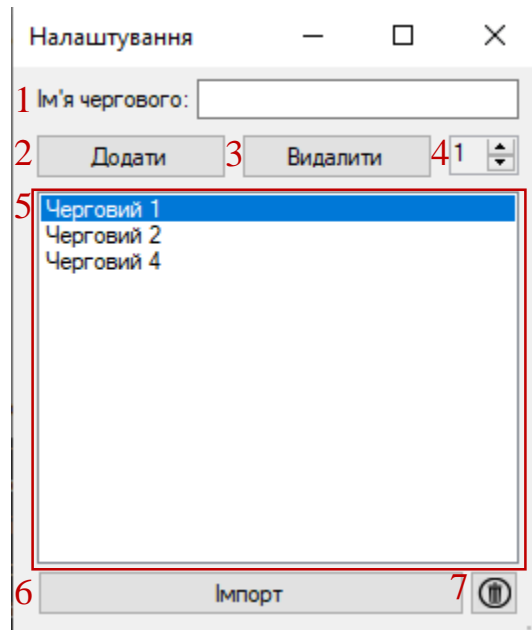 Налаштування
1 Ім'я чергового:
2 Додати 3 Видалити 4 1
5 Черговий 1
Черговий 2
Черговий 4
6 Імпорт 7